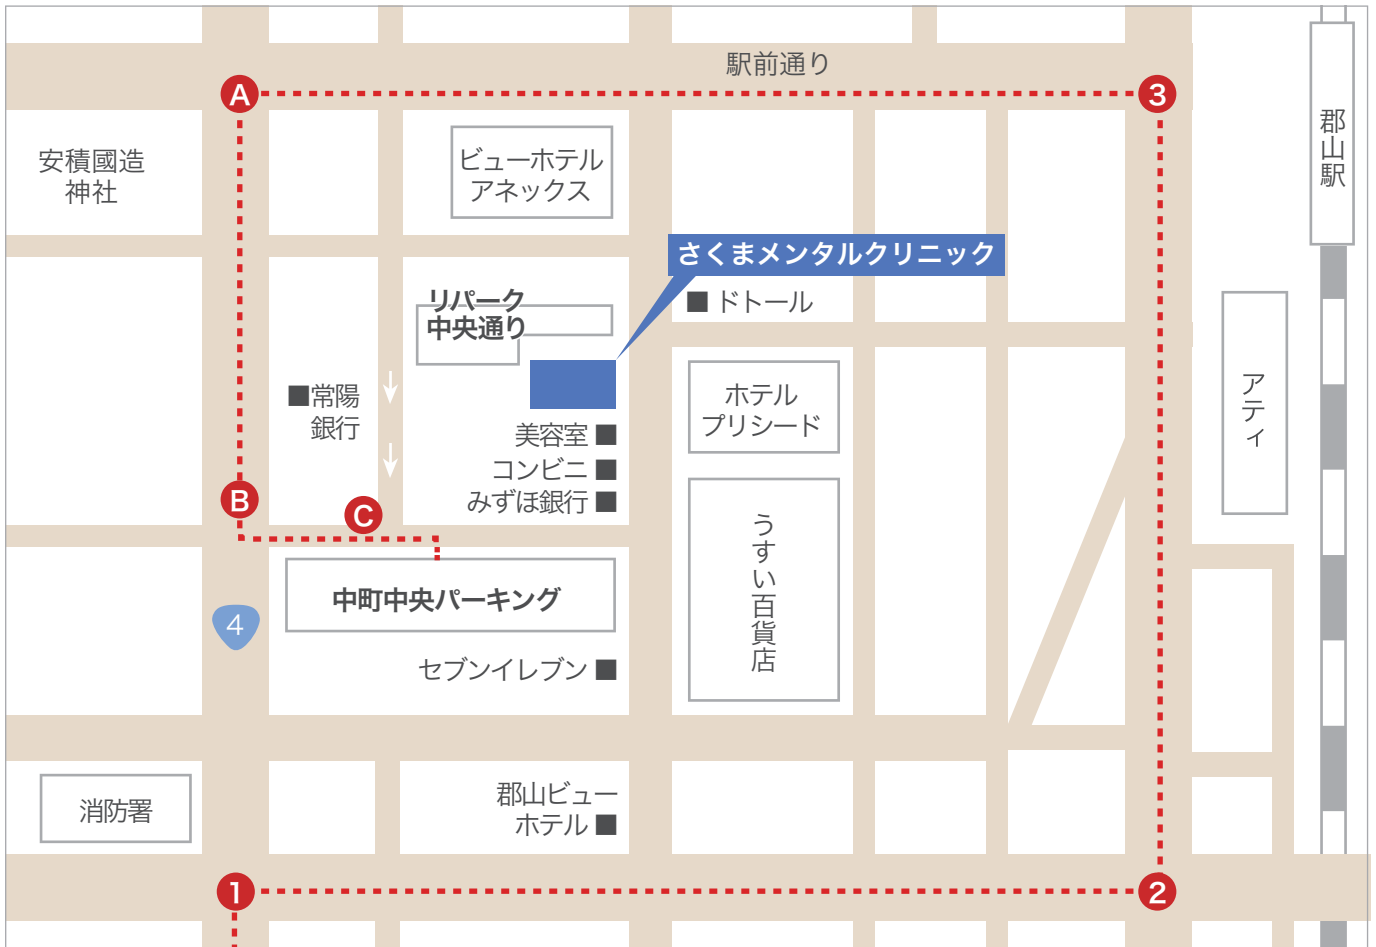 駅前通り
A
3
郡山駅
安積國造
神社
ビューホテル
アネックス
さくまメンタルクリニック
リパーク
中央通り
■ ドトール
■常陽
銀行
ホテル
プリシード
アティ
美容室 ■
コンビニ ■
みずほ銀行 ■
B
C
うすい百貨店
中町中央パーキング
4
セブンイレブン ■
消防署
郡山ビュー
ホテル ■
1
2